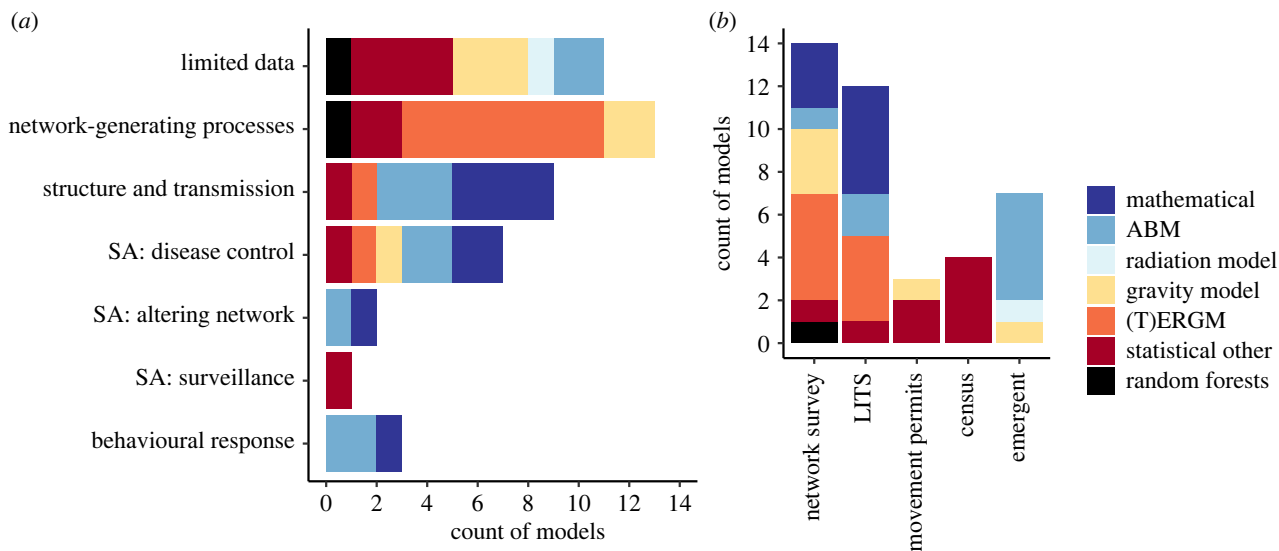 (a)
limited data
network-generating processes
structure and transmission
SA: disease control
SA: altering network
SA: surveillance
behavioural response
0 2 4 6 8 10 12 14
count of models
(b)
count of models
14
12
10
8
6
4
2
0
network survey
LITS
movement permits
census
emergent
mathematical
ABM
radiation model
gravity model
(T)ERGM
statistical other
random forests